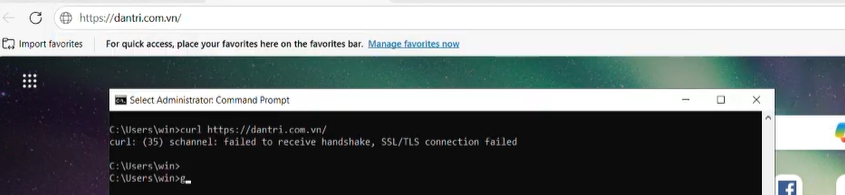 https://dantri.com.vn/
Import favorites
For quick access, place your favorites here on the favorites bar. Manage favorites now
Select Administrator: Command Prompt
C:\Users\win>curl https://dantri.com.vn/
curl: (35) schannel: failed to receive handshake, SSL/TLS connection failed
C:\Users\win>
C:\Users\win>g